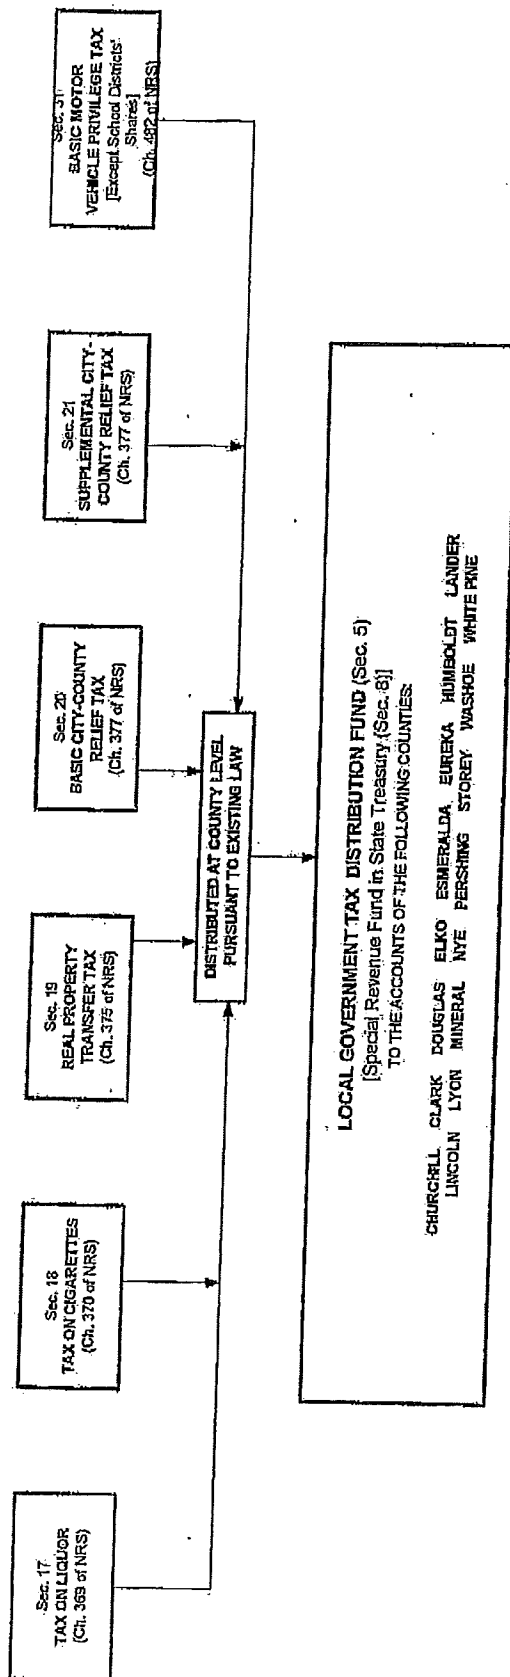 Sec. 17
TAX ON LIQUOR
(Ch. 369 of NRS)
Sec. 18
TAX ON CIGARETTES
(Ch. 370 of NRS)
Sec. 19
REAL PROPERTY
TRANSFER TAX
(Ch. 375 of NRS)
Sec. 20
BASIC CITY-COUNTY
RELIEF TAX
(Ch. 377 of NRS)
Sec. 21
SUPPLEMENTAL CITY-
COUNTY RELIEF TAX
(Ch. 377 of NRS)
Sec. 31
BASIC MOTOR
VEHICLE PRIVILEGE TAX
[Except School Districts'
Shares]
(Ch. 482 of NRS)
DISTRIBUTED AT COUNTY LEVEL
PURSUANT TO EXISTING LAW
LOCAL GOVERNMENT TAX DISTRIBUTION FUND (Sec. 5)
[Special Revenue Fund in State Treasury (Sec. 8)]
TO THE ACCOUNTS OF THE FOLLOWING COUNTIES:
CHURCHILL CLARK DOUGLAS ELKO ESMERALDA EUREKA HUMBOLDT LANDER
LINCOLN LYON MINERAL NYE PERSHING STOREY WASHOE WHITE PINE